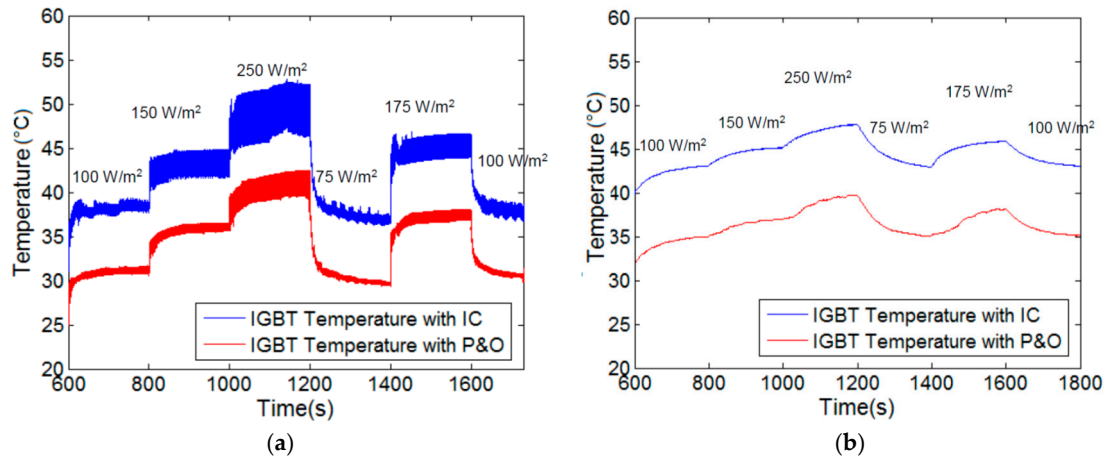 60
55
50
45
40
35
30
25
20
Temperature (°C)
250 W/m²
150 W/m²
175 W/m²
100 W/m²
75 W/m²
100 W/m²
IGBT Temperature with IC
IGBT Temperature with P&O
600 800 1000 1200 1400 1600
Time(s)
(a)
60
55
50
45
40
35
30
25
20
Temperature (°C)
250 W/m²
175 W/m²
150 W/m²
75 W/m²
100 W/m²
100 W/m²
IGBT Temperature with IC
IGBT Temperature with P&O
600 800 1000 1200 1400 1600 1800
Time(s)
(b)